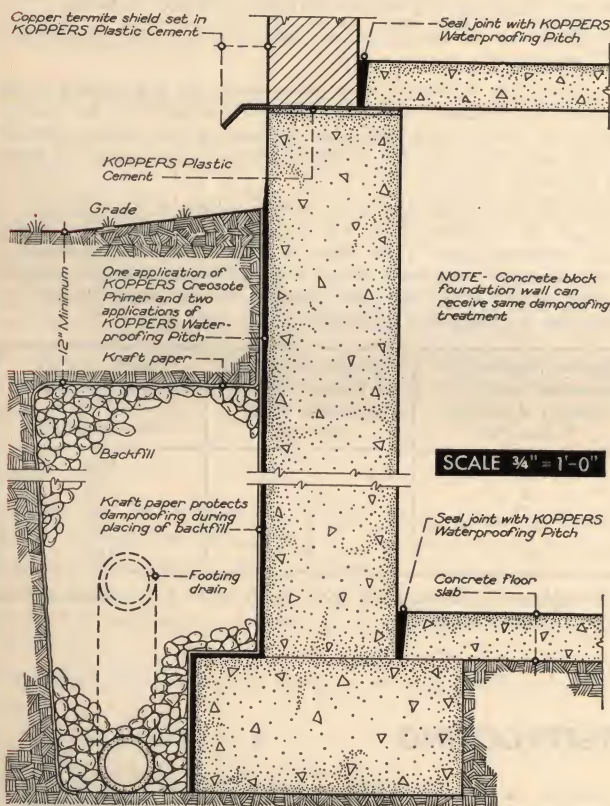 Copper termite shield set in
KOPPERS Plastic Cement
Seal joint with KOPPERS
Waterproofing Pitch
KOPPERS Plastic
Cement
Grade
12" Minimum
One application of
KOPPERS Creosote
Primer and two
applications of
KOPPERS Water-
proofing Pitch
Kraft paper
NOTE- Concrete block
foundation wall can
receive same damproofing
treatment
Backfill
SCALE 3/4" = 1'-0"
Kraft paper protects
damproofing during
placing of backfill
Seal joint with KOPPERS
Waterproofing Pitch
Footing
drain
Concrete floor
slab